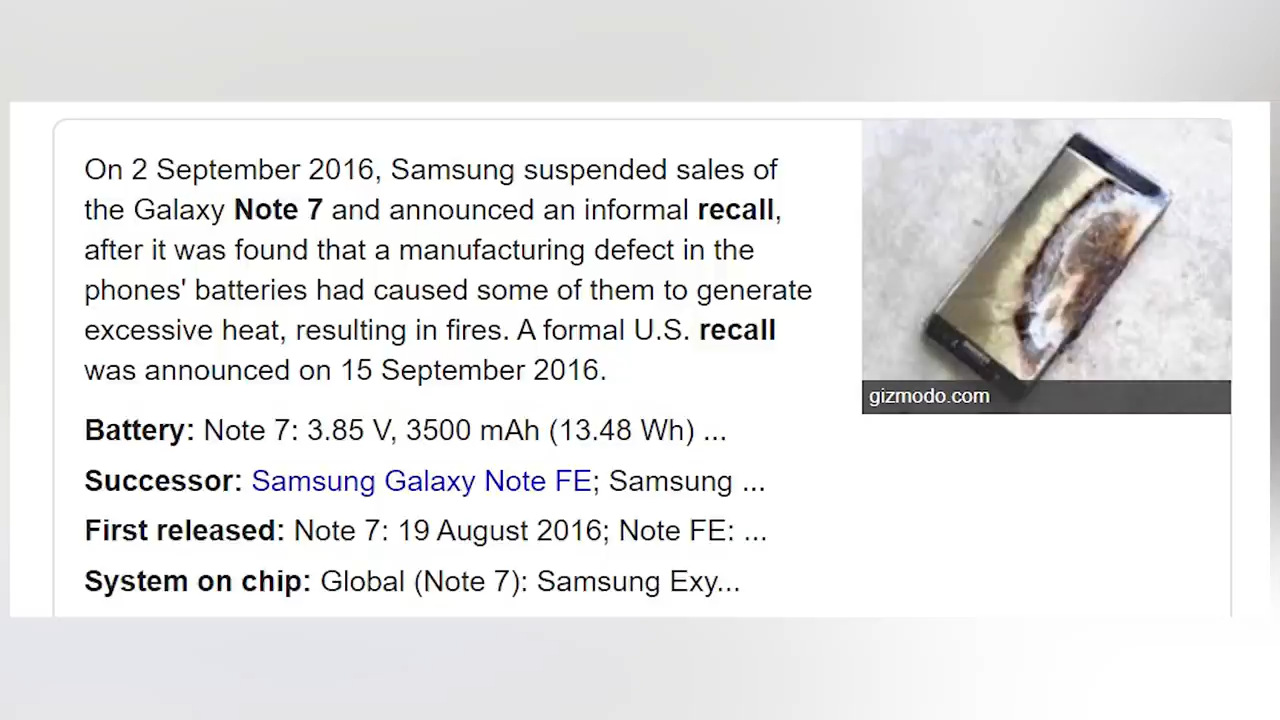 On 2 September 2016, Samsung suspended sales of
the Galaxy Note 7 and announced an informal recall,
after it was found that a manufacturing defect in the
phones' batteries had caused some of them to generate
excessive heat, resulting in fires. A formal U.S. recall
was announced on 15 September 2016.
gizmodo.com
Battery: Note 7: 3.85 V, 3500 mAh (13.48 Wh) ...
Successor: Samsung Galaxy Note FE; Samsung ...
First released: Note 7: 19 August 2016; Note FE: ...
System on chip: Global (Note 7): Samsung Exy...